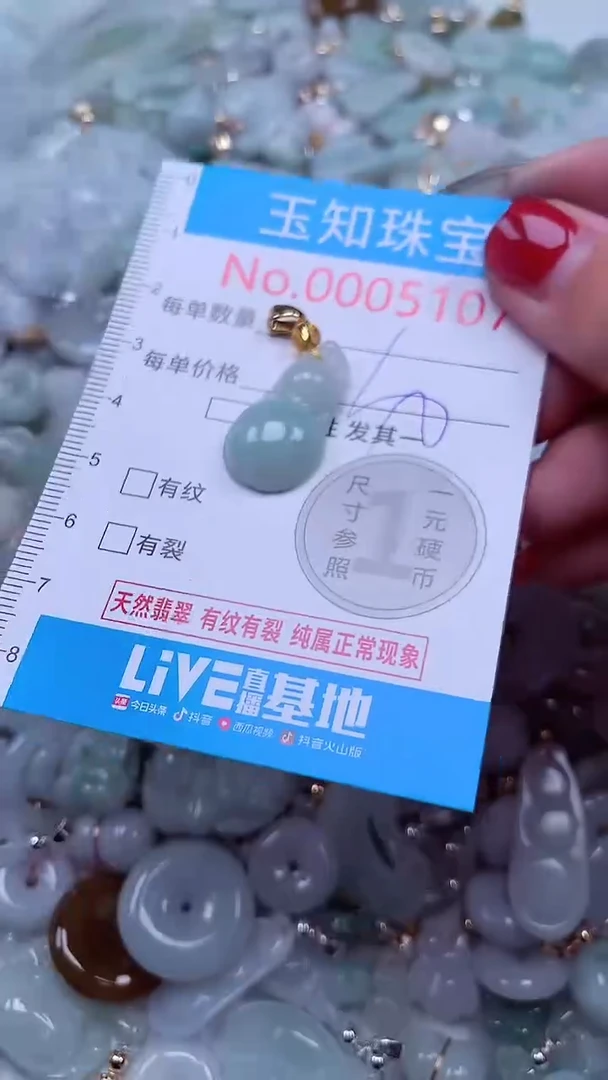 玉知珠宝
No.0005107
每单数量
每单价格
性发其一
有纹
有裂
尺寸参照
一元硬币
1
天然翡翠 有纹有裂 纯属正常现象
LiVE直播基地
今日头条 抖音 西瓜视频 抖音火山版
1
2
3
4
5
6
7
8